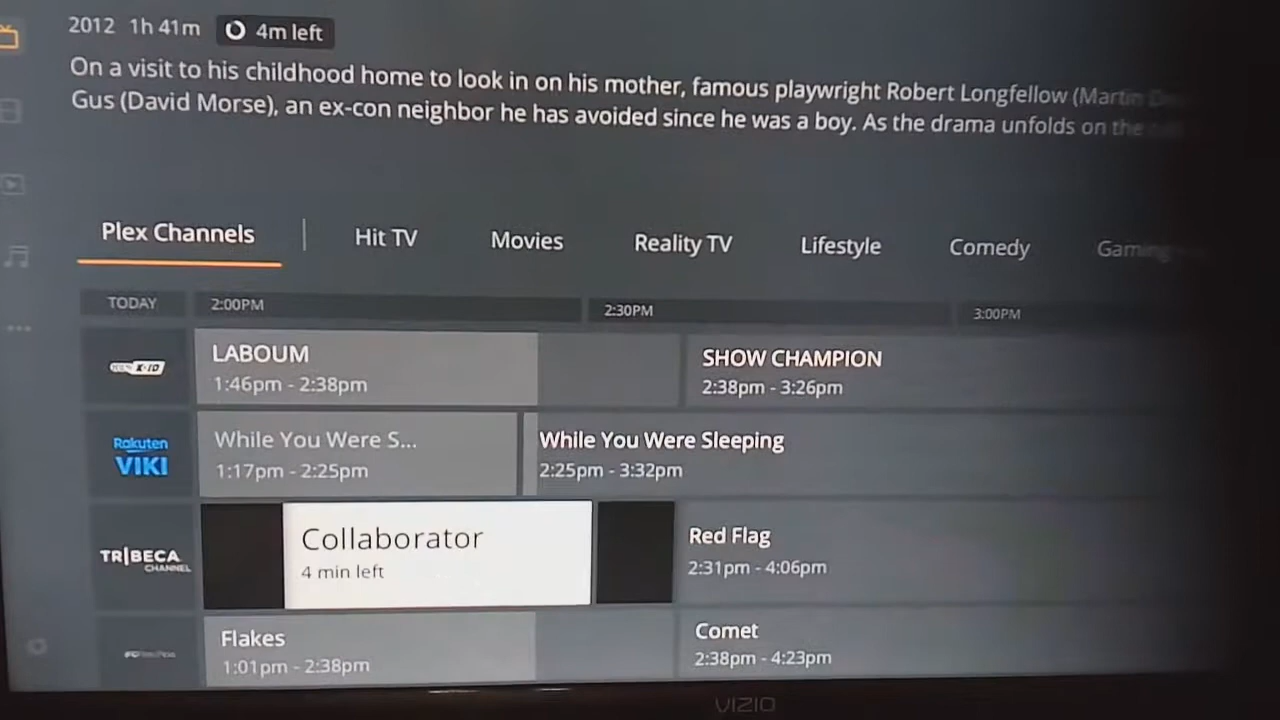 2012 1h 41m 4m left
On a visit to his childhood home to look in on his mother, famous playwright Robert Longfellow (Martin
Gus (David Morse), an ex-con neighbor he has avoided since he was a boy. As the drama unfolds on the
Plex Channels Hit TV Movies Reality TV Lifestyle Comedy Gaming
TODAY 2:00PM 2:30PM 3:00PM
LABOUM SHOW CHAMPION
K-ID 1:46pm - 2:38pm 2:38pm - 3:26pm
While You Were S... While You Were Sleeping
Rakuten
VIKI 1:17pm - 2:25pm 2:25pm - 3:32pm
Collaborator Red Flag
TRIBECA
CHANNEL 4 min left 2:31pm - 4:06pm
Flakes Comet
1:01pm - 2:38pm 2:38pm - 4:23pm
VIZIO